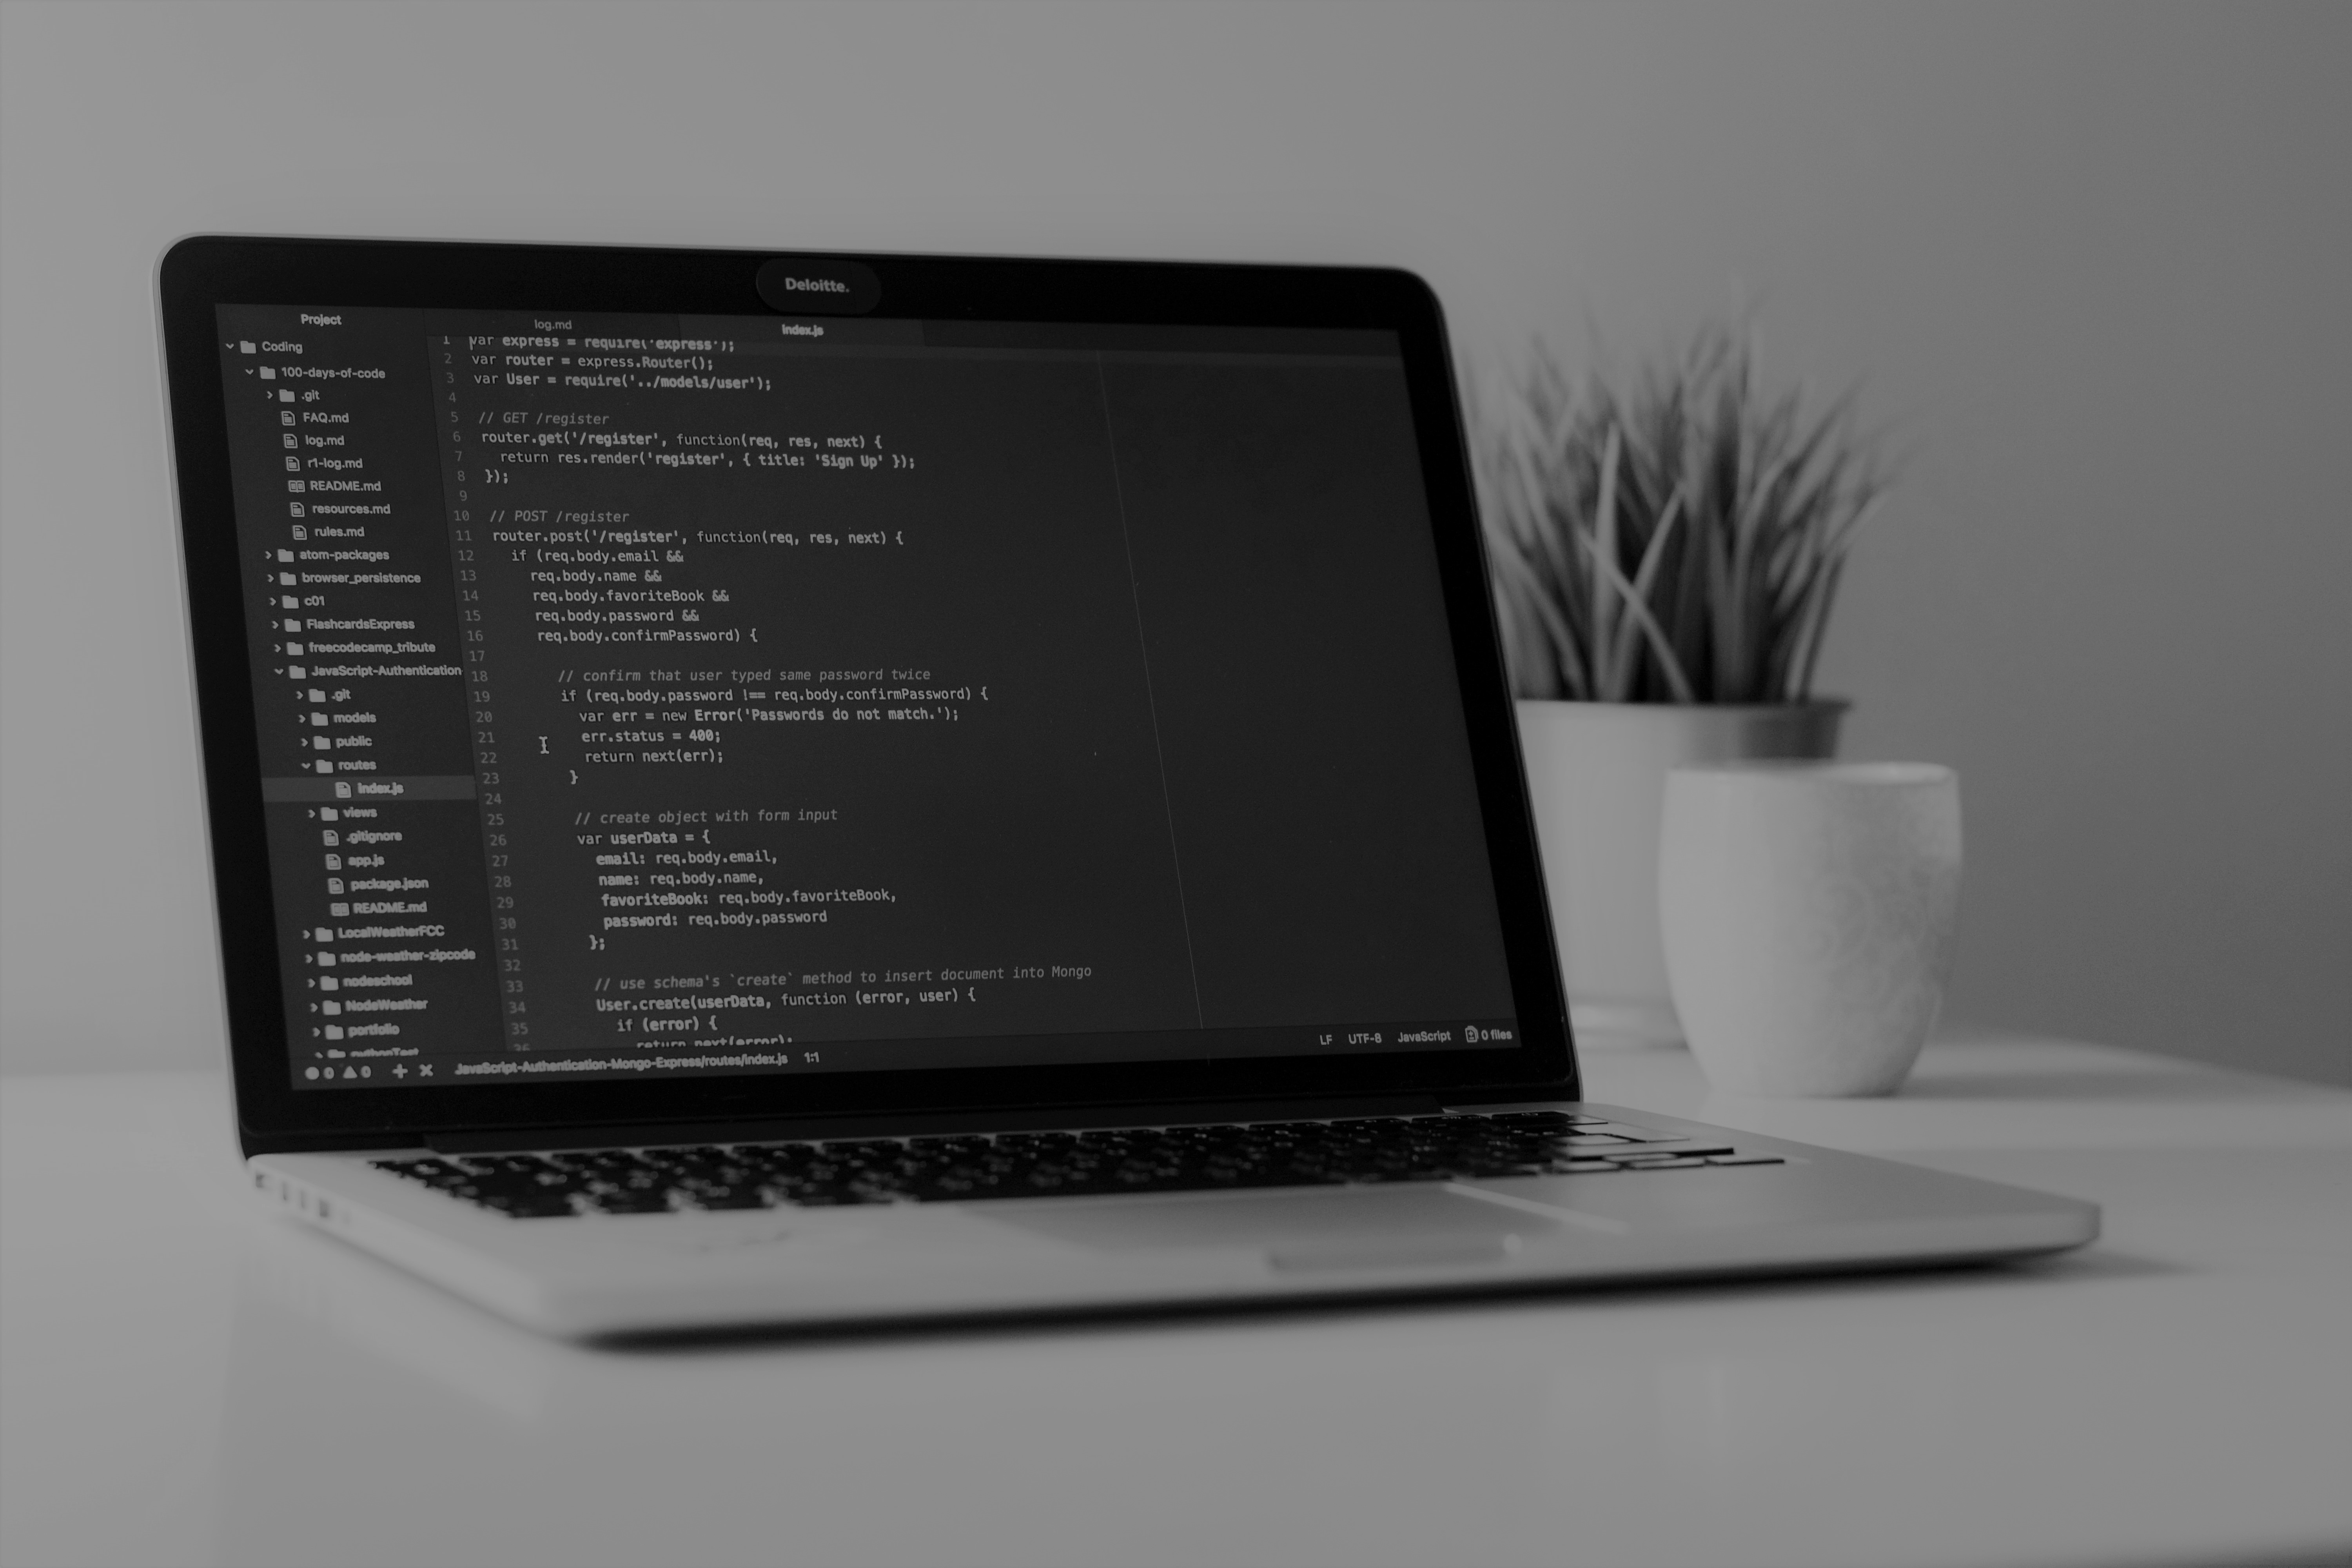 Deloitte.
Project
Coding
100-days-of-code
.git
FAQ.md
log.md
r1-log.md
README.md
resources.md
rules.md
atom-packages
browser_persistence
c01
FlashcardsExpress
freecodecamp_tribute
JavaScript-Authentication
.git
models
public
routes
index.js
views
.gitignore
app.js
package.json
README.md
LocalWeatherFCC
node-weather-zipcode
nodeschool
NodeWeather
portfolio
pythonTest
log.md
index.js
1 var express = require('express');
2 var router = express.Router();
3 var User = require('../models/user');
4
5 // GET /register
6 router.get('/register', function(req, res, next) {
7 return res.render('register', { title: 'Sign Up' });
8 });
9
10 // POST /register
11 router.post('/register', function(req, res, next) {
12 if (req.body.email &&
13 req.body.name &&
14 req.body.favoriteBook &&
15 req.body.password &&
16 req.body.confirmPassword) {
17
18 // confirm that user typed same password twice
19 if (req.body.password !== req.body.confirmPassword) {
20 var err = new Error('Passwords do not match.');
21 err.status = 400;
22 return next(err);
23 }
24
25 // create object with form input
26 var userData = {
27 email: req.body.email,
28 name: req.body.name,
29 favoriteBook: req.body.favoriteBook,
30 password: req.body.password
31 };
32
33 // use schema's `create` method to insert document into Mongo
34 User.create(userData, function (error, user) {
35 if (error) {
36 return next(error);
0 0 JavaScript-Authentication-Mongo-Express/routes/index.js 1:1 LF UTF-8 JavaScript 0 files